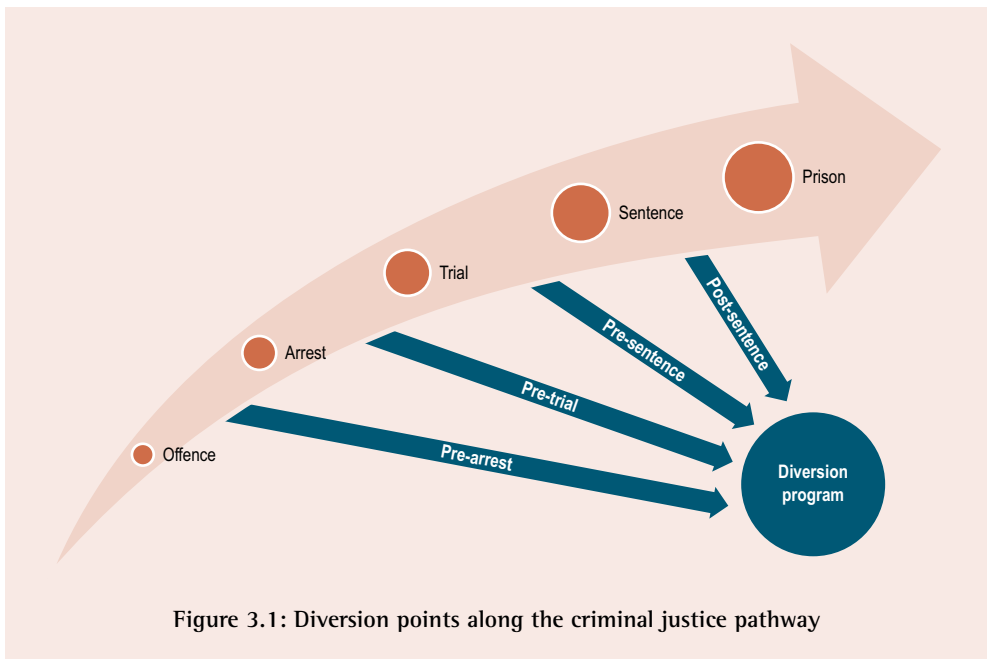 Prison
Sentence
Trial
Arrest
Offence
Post-sentence
Pre-sentence
Pre-trial
Pre-arrest
Diversion
program
Figure 3.1: Diversion points along the criminal justice pathway